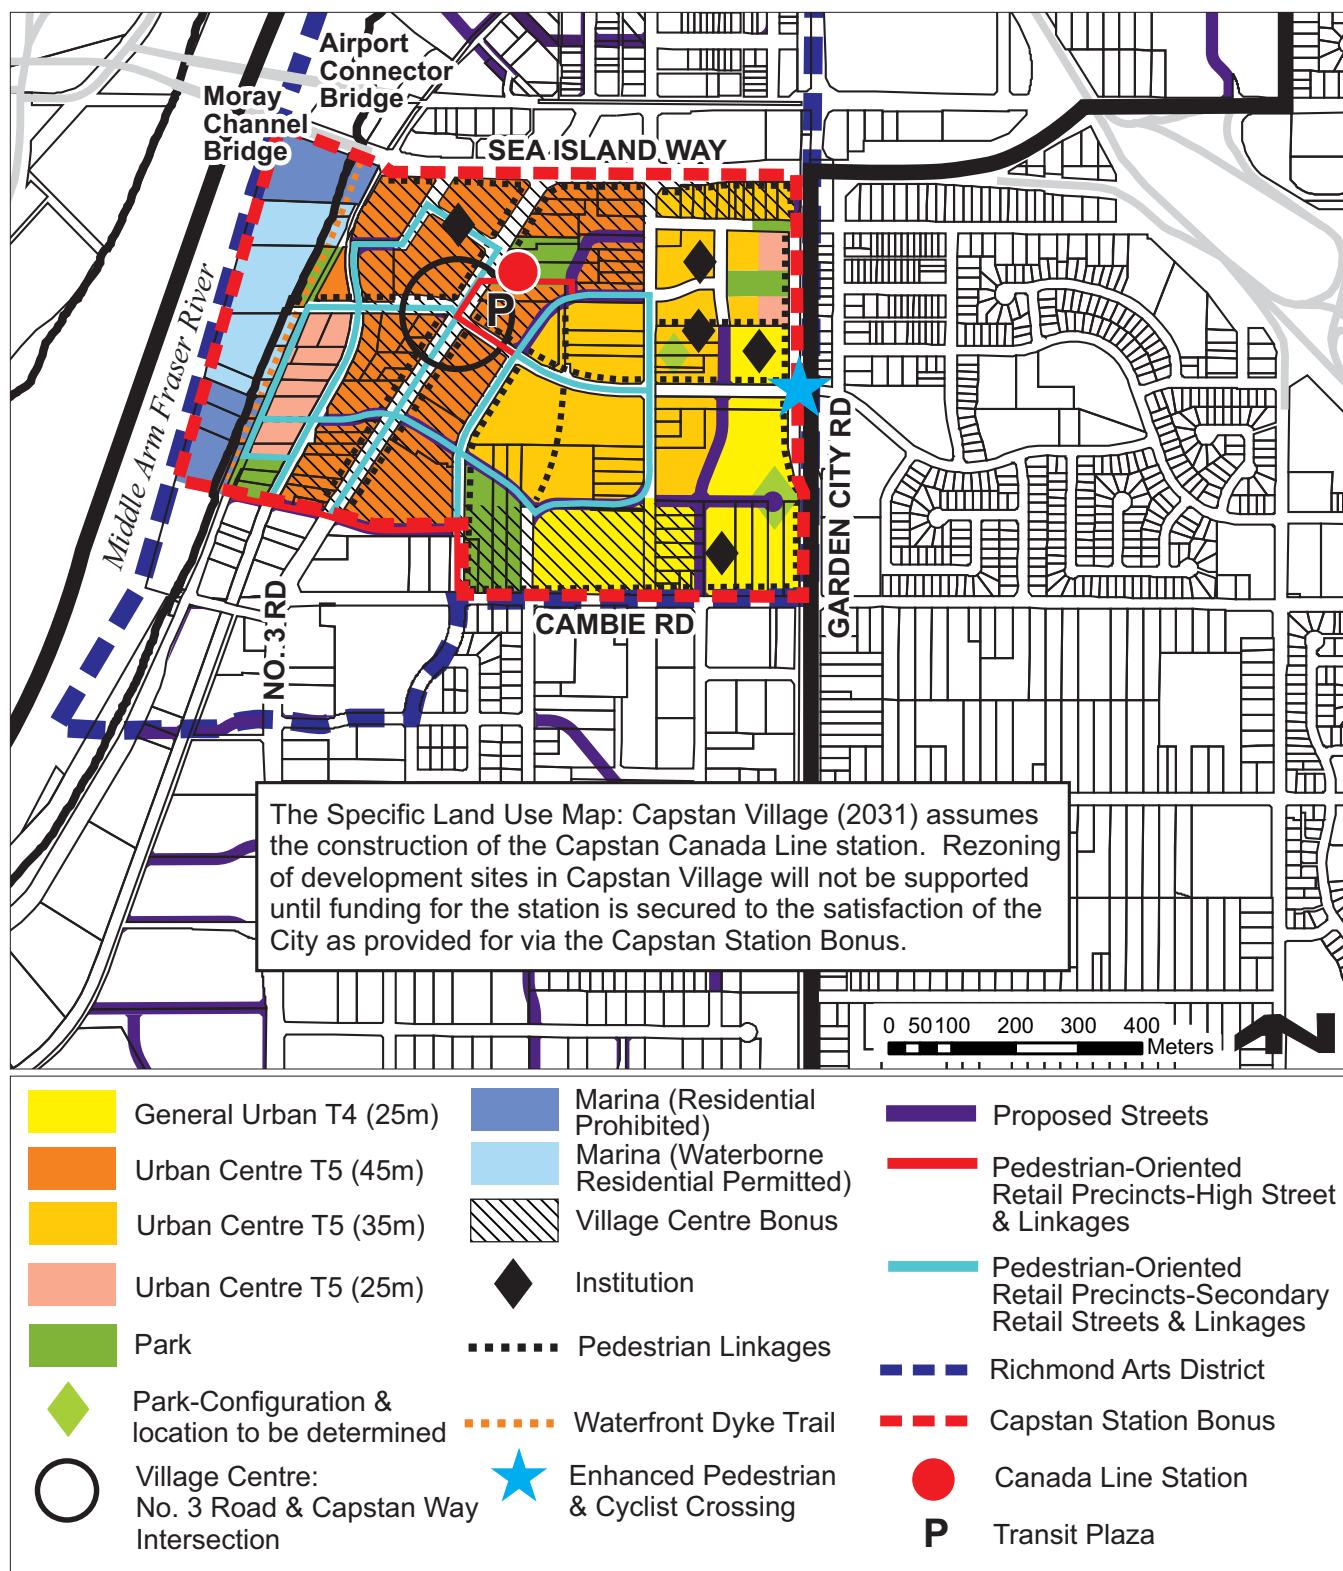 Airport
Connector
Bridge
Moray
Channel
Bridge
SEA ISLAND WAY
P
Middle Arm Fraser River
NO. 3 RD
CAMBIE RD
GARDEN CITY RD
The Specific Land Use Map: Capstan Village (2031) assumes
the construction of the Capstan Canada Line station. Rezoning
of development sites in Capstan Village will not be supported
until funding for the station is secured to the satisfaction of the
City as provided for via the Capstan Station Bonus.
0 50 100 200 300 400
Meters
N
General Urban T4 (25m)
Urban Centre T5 (45m)
Urban Centre T5 (35m)
Urban Centre T5 (25m)
Park
Park-Configuration &
location to be determined
Village Centre:
No. 3 Road & Capstan Way
Intersection
Marina (Residential
Prohibited)
Marina (Waterborne
Residential Permitted)
Village Centre Bonus
Institution
Pedestrian Linkages
Waterfront Dyke Trail
Enhanced Pedestrian
& Cyclist Crossing
Proposed Streets
Pedestrian-Oriented
Retail Precincts-High Street
& Linkages
Pedestrian-Oriented
Retail Precincts-Secondary
Retail Streets & Linkages
Richmond Arts District
Capstan Station Bonus
Canada Line Station
P Transit Plaza